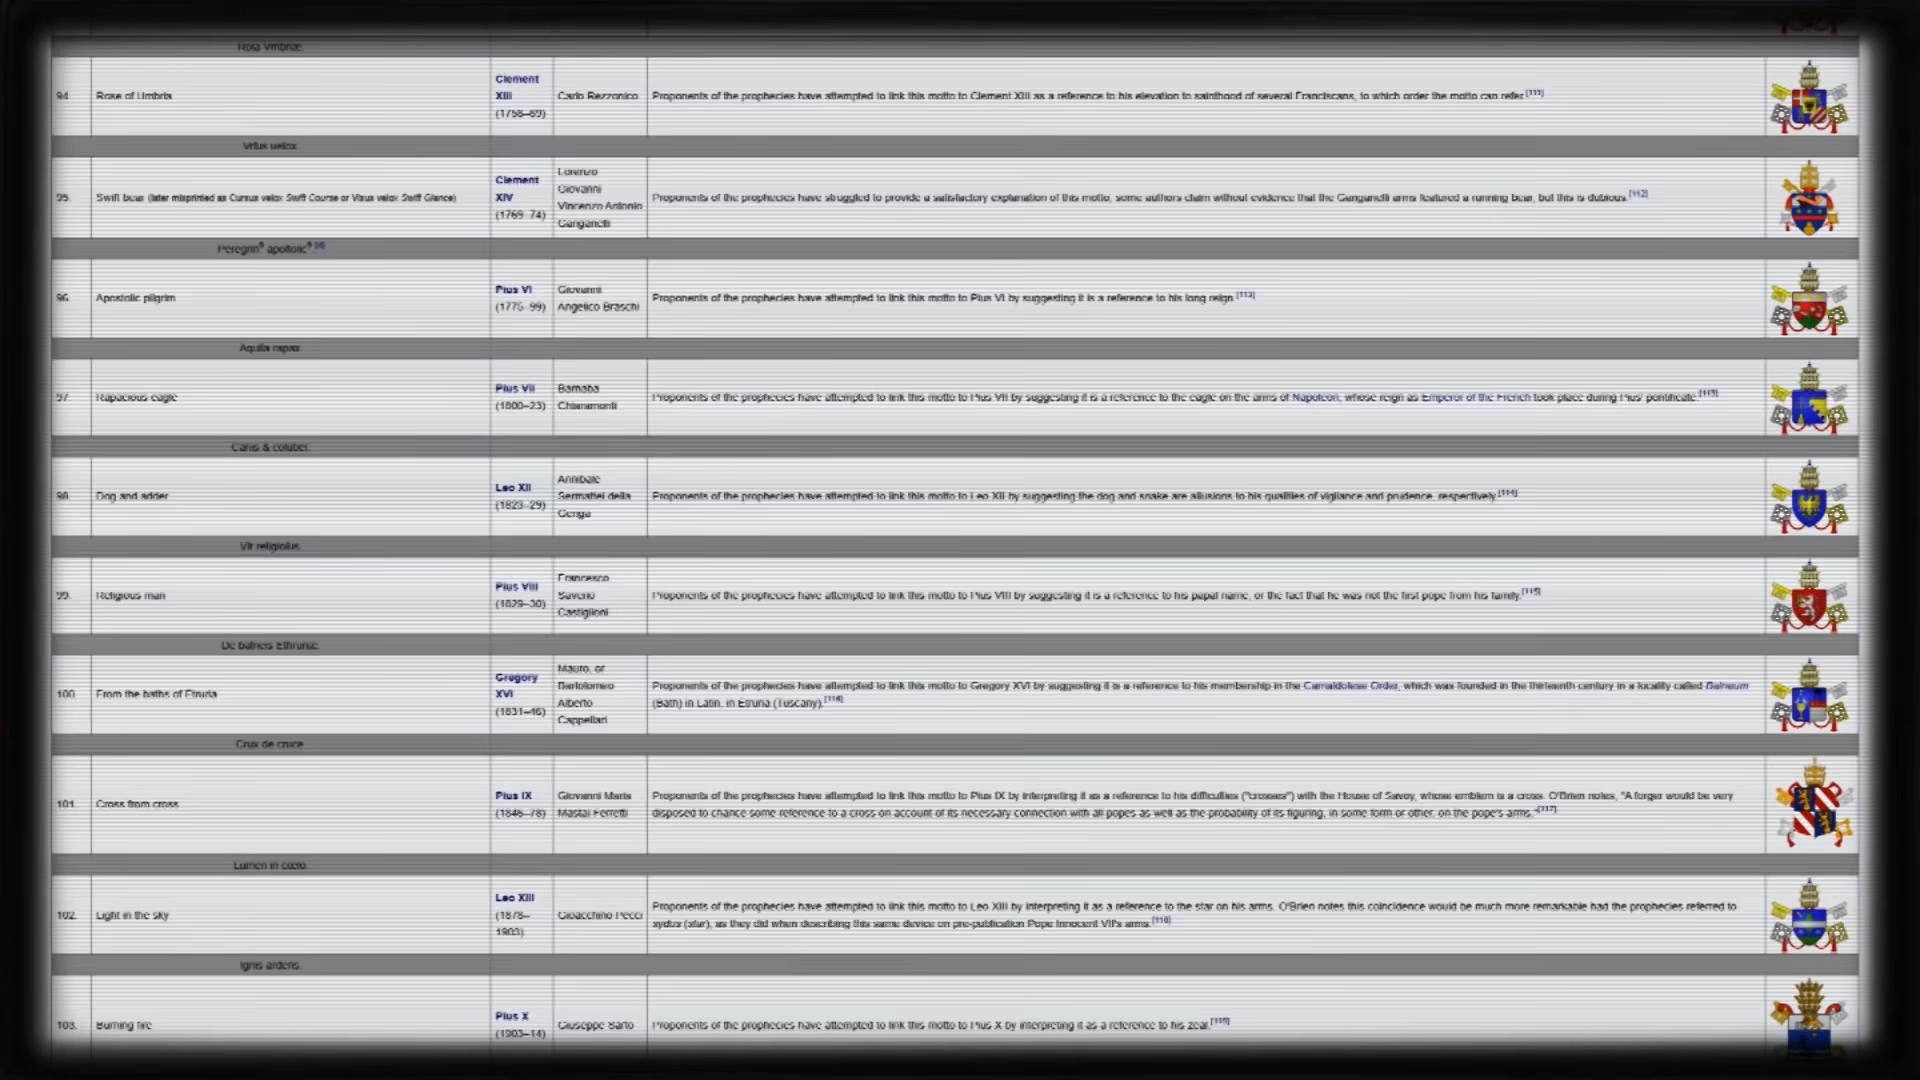 Rosa Vmbriæ.
94. Rose of Umbria Clement XIII (1758–69) Carlo Rezzonico Proponents of the prophecies have attempted to link this motto to Clement XIII as a reference to his elevation to sainthood of several Franciscans, to which order the motto can refer.[111]
Vrsus uelox.
95. Swift bear (later misprinted as Cursus velox Swift Course or Visus velox Swift Glance) Clement XIV (1769–74) Lorenzo Giovanni Vincenzo Antonio Ganganelli Proponents of the prophecies have struggled to provide a satisfactory explanation of this motto, some authors claim without evidence that the Ganganelli arms featured a running bear, but this is dubious.[112]
Peregrin⁹ apoſtolic⁹.
96. Apostolic pilgrim Pius VI (1775–99) Giovanni Angelico Braschi Proponents of the prophecies have attempted to link this motto to Pius VI by suggesting it is a reference to his long reign.[113]
Aquila rapax.
97. Rapacious eagle Pius VII (1800–23) Barnaba Chiaramonti Proponents of the prophecies have attempted to link this motto to Pius VII by suggesting it is a reference to the eagle on the arms of Napoleon, whose reign as Emperor of the French took place during Pius' pontificate.[113]
Canis & coluber.
98. Dog and adder Leo XII (1823–29) Annibale Sermattei della Genga Proponents of the prophecies have attempted to link this motto to Leo XII by suggesting the dog and snake are allusions to his qualities of vigilance and prudence, respectively.[114]
Vir religioſus.
99. Religious man Pius VIII (1829–30) Francesco Saverio Castiglioni Proponents of the prophecies have attempted to link this motto to Pius VIII by suggesting it is a reference to his papal name, or the fact that he was not the first pope from his family.[115]
De balneis Ethruriæ.
100. From the baths of Etruria Gregory XVI (1831–46) Mauro, or Bartolomeo Alberto Cappellari Proponents of the prophecies have attempted to link this motto to Gregory XVI by suggesting it is a reference to his membership in the Camaldolese Order, which was founded in the thirteenth century in a locality called Balneum
(Bath) in Latin, in Etruria (Tuscany).[116]
Crux de cruce.
101. Cross from cross Pius IX (1846–78) Giovanni Maria Mastai Ferretti Proponents of the prophecies have attempted to link this motto to Pius IX by interpreting it as a reference to his difficulties ("crosses") with the House of Savoy, whose emblem is a cross. O'Brien notes, "A forger would be very
disposed to chance some reference to a cross on account of its necessary connection with all popes as well as the probability of its figuring, in some form or other, on the pope's arms."[117]
Lumen in cœlo.
102. Light in the sky Leo XIII (1878–1903) Gioacchino Pecci Proponents of the prophecies have attempted to link this motto to Leo XIII by interpreting it as a reference to the star on his arms. O'Brien notes this coincidence would be much more remarkable had the prophecies referred to
sydus (star), as they did when describing this same device on pre-publication Pope Innocent VII's arms.[118]
Ignis ardens.
103. Burning fire Pius X (1903–14) Giuseppe Sarto Proponents of the prophecies have attempted to link this motto to Pius X by interpreting it as a reference to his zeal.[119]